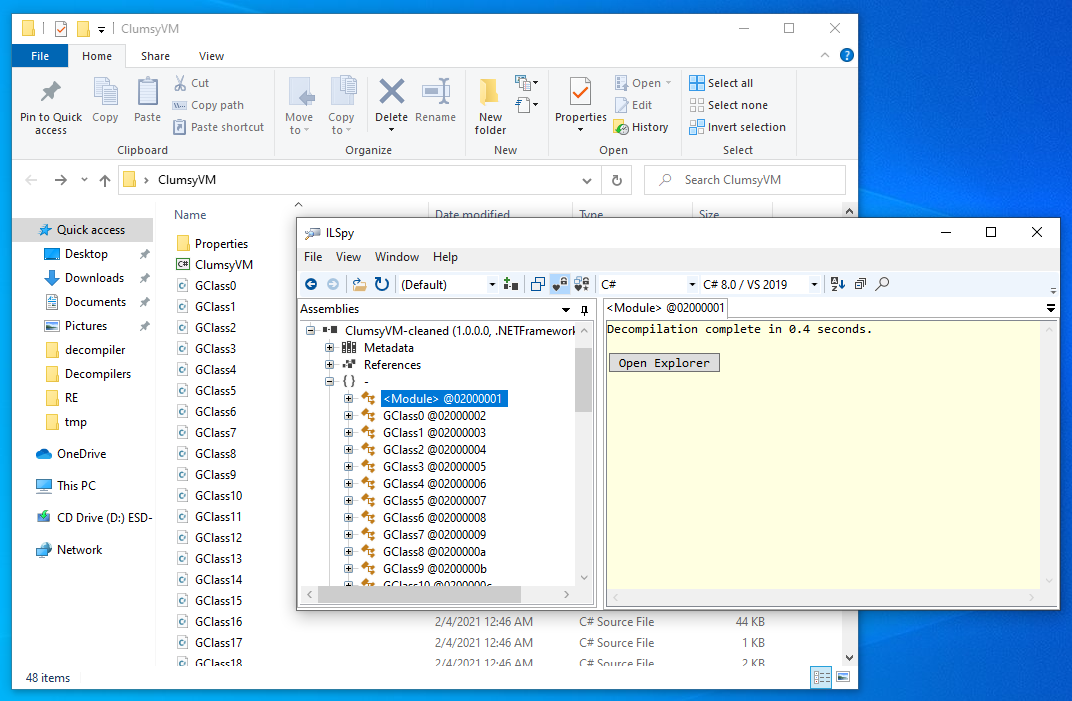 ClumsyVM
File Home Share View
Pin to Quick access
Copy
Paste
Cut
Copy path
Paste shortcut
Clipboard
Move to
Copy to
Delete
Rename
Organize
New folder
New
Properties
Open
Edit
History
Open
Select all
Select none
Invert selection
Select
ClumsyVM
Search ClumsyVM
Quick access
Desktop
Downloads
Documents
Pictures
decompiler
Decompilers
RE
tmp
OneDrive
This PC
CD Drive (D:) ESD-
Network
Name Date modified Type Size
Properties
ClumsyVM
GClass0
GClass1
GClass2
GClass3
GClass4
GClass5
GClass6
GClass7
GClass8
GClass9
GClass10
GClass11
GClass12
GClass13
GClass14
GClass15
GClass16 2/4/2021 12:46 AM C# Source File 44 KB
GClass17 2/4/2021 12:46 AM C# Source File 1 KB
GClass18 2/4/2021 12:46 AM C# Source File 2 KB
48 items
ILSpy
File View Window Help
(Default) C# C# 8.0 / VS 2019
Assemblies
ClumsyVM-cleaned (1.0.0.0, .NETFramework
Metadata
References
{ } -
<Module> @02000001
GClass0 @02000002
GClass1 @02000003
GClass2 @02000004
GClass3 @02000005
GClass4 @02000006
GClass5 @02000007
GClass6 @02000008
GClass7 @02000009
GClass8 @0200000a
GClass9 @0200000b
GClass10 @0200000c
<Module> @02000001
Decompilation complete in 0.4 seconds.
Open Explorer